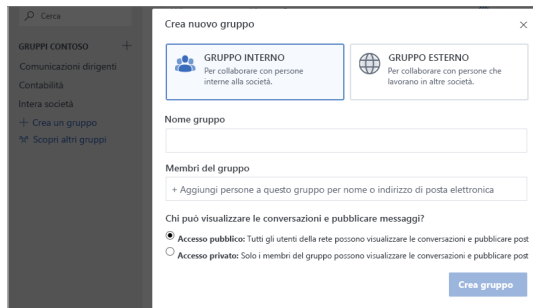 Cerca
GRUPPI CONTOSO
Comunicazioni dirigenti
Contabilità
Intera società
+ Crea un gruppo
Scopri altri gruppi
Crea nuovo gruppo
GRUPPO INTERNO
Per collaborare con persone
interne alla società.
GRUPPO ESTERNO
Per collaborare con persone che
lavorano in altre società.
Nome gruppo
Membri del gruppo
+ Aggiungi persone a questo gruppo per nome o indirizzo di posta elettronica
Chi può visualizzare le conversazioni e pubblicare messaggi?
Accesso pubblico: Tutti gli utenti della rete possono visualizzare le conversazioni e pubblicare post
Accesso privato: Solo i membri del gruppo possono visualizzare le conversazioni e pubblicare post
Crea gruppo